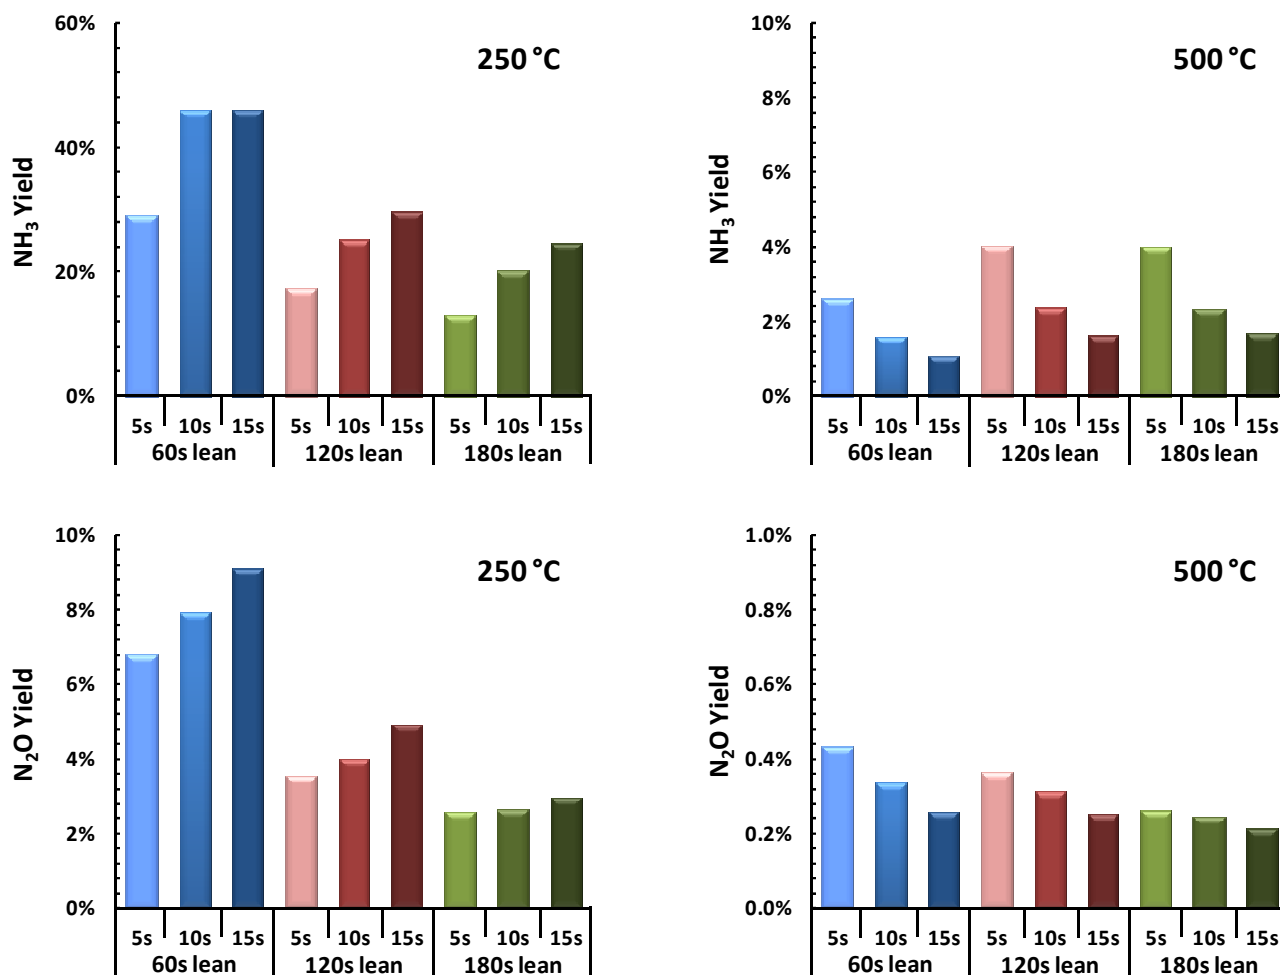 60%
40%
20%
0%
NH₃ Yield
250 °C
5s 10s 15s 5s 10s 15s 5s 10s 15s
60s lean 120s lean 180s lean
10%
8%
6%
4%
2%
0%
NH₃ Yield
500 °C
5s 10s 15s 5s 10s 15s 5s 10s 15s
60s lean 120s lean 180s lean
10%
8%
6%
4%
2%
0%
N₂O Yield
250 °C
5s 10s 15s 5s 10s 15s 5s 10s 15s
60s lean 120s lean 180s lean
1.0%
0.8%
0.6%
0.4%
0.2%
0.0%
N₂O Yield
500 °C
5s 10s 15s 5s 10s 15s 5s 10s 15s
60s lean 120s lean 180s lean